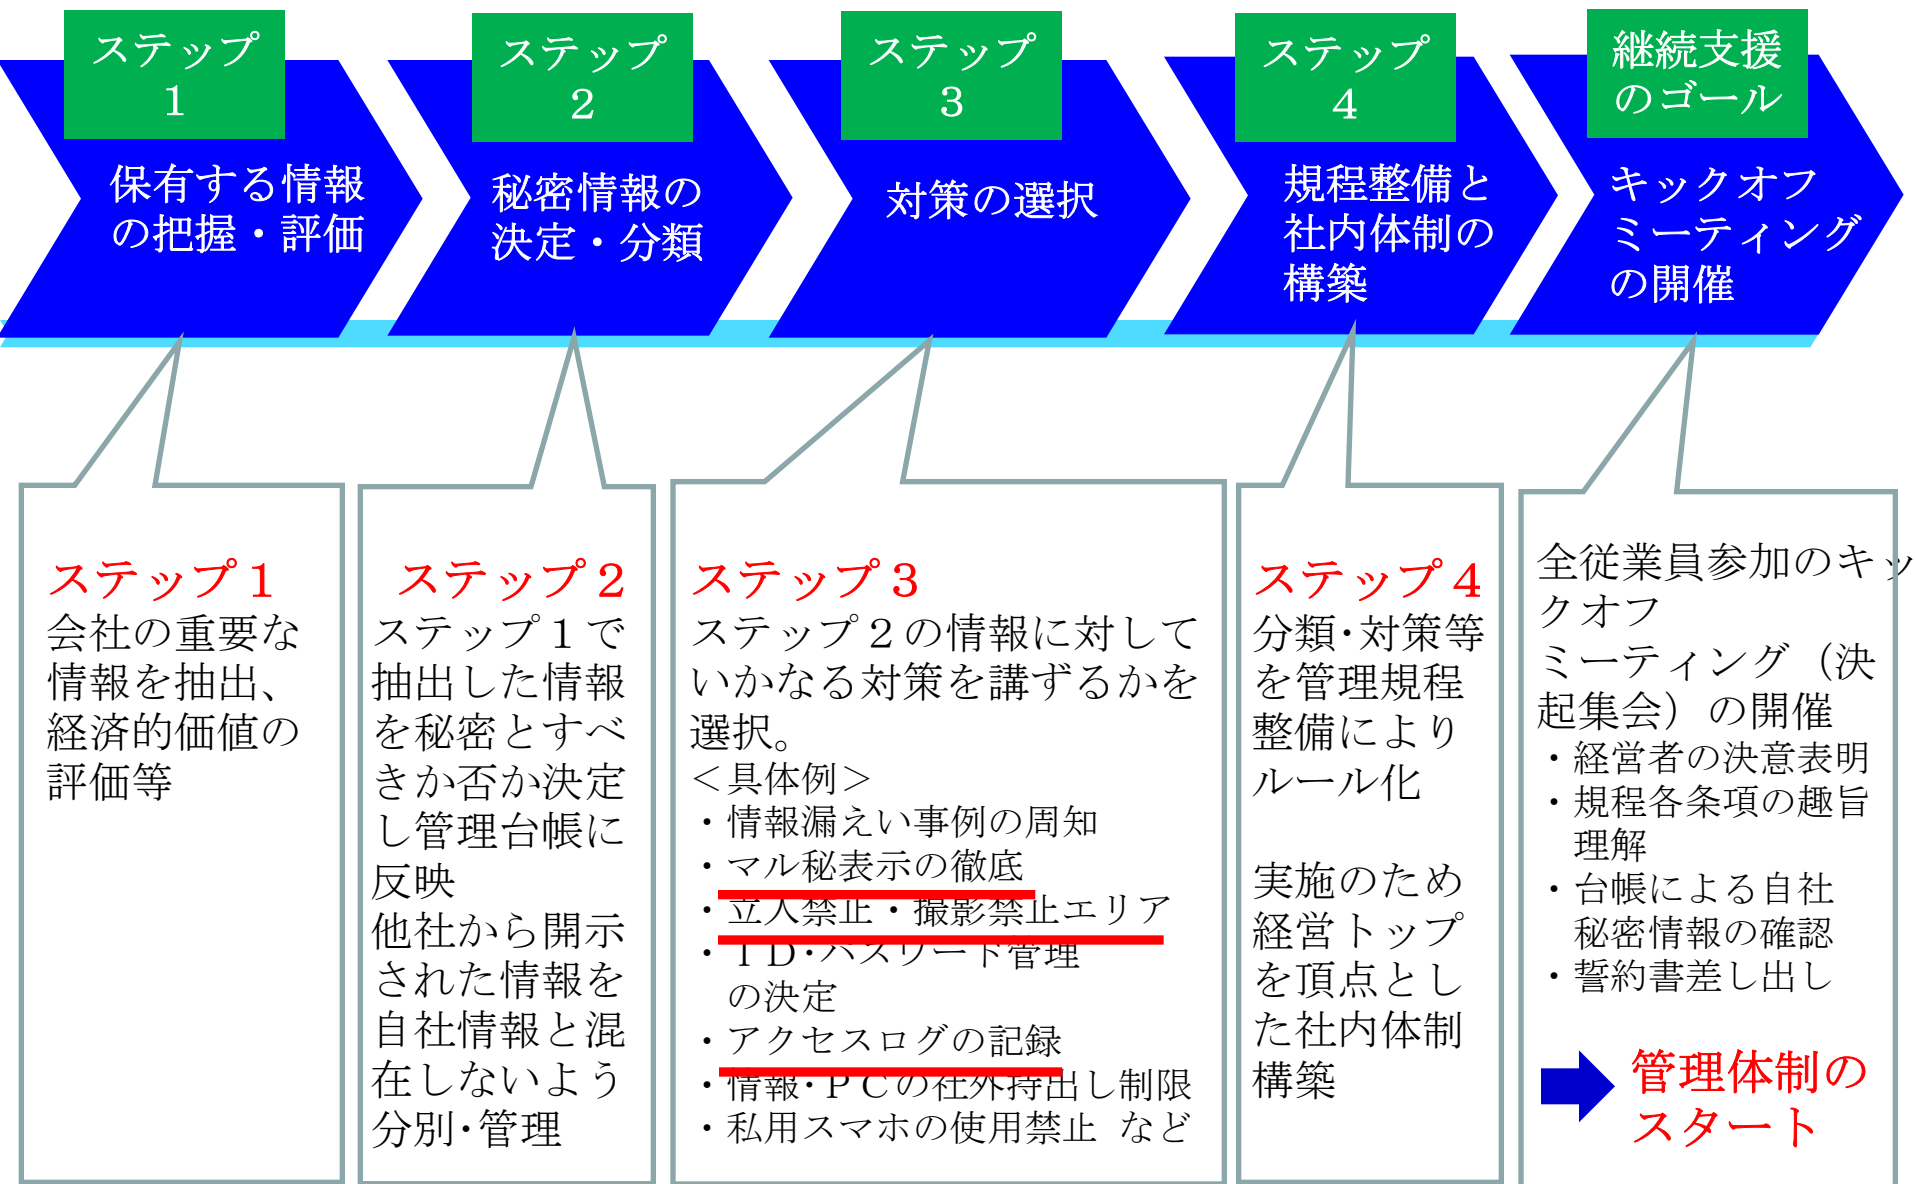 ステップ
１
保有する情報
の把握・評価
ステップ
２
秘密情報の
決定・分類
ステップ
３
対策の選択
ステップ
４
規程整備と
社内体制の
構築
継続支援
のゴール
キックオフ
ミーティング
の開催
ステップ１
会社の重要な
情報を抽出、
経済的価値の
評価等
ステップ２
ステップ１で
抽出した情報
を秘密とすべ
きか否か決定
し管理台帳に
反映
他社から開示
された情報を
自社情報と混
在しないよう
分別･管理
ステップ３
ステップ２の情報に対して
いかなる対策を講ずるかを
選択。
＜具体例＞
・情報漏えい事例の周知
・マル秘表示の徹底
・立入禁止・撮影禁止エリア
・ＩＤ･パスワード管理
の決定
・アクセスログの記録
・情報･ＰＣの社外持出し制限
・私用スマホの使用禁止 など
ステップ４
分類･対策等
を管理規程
整備により
ルール化
実施のため
経営トップ
を頂点とし
た社内体制
構築
全従業員参加のキッ
クオフ
ミーティング（決
起集会）の開催
・経営者の決意表明
・規程各条項の趣旨
理解
・台帳による自社
秘密情報の確認
・誓約書差し出し
管理体制の
スタート